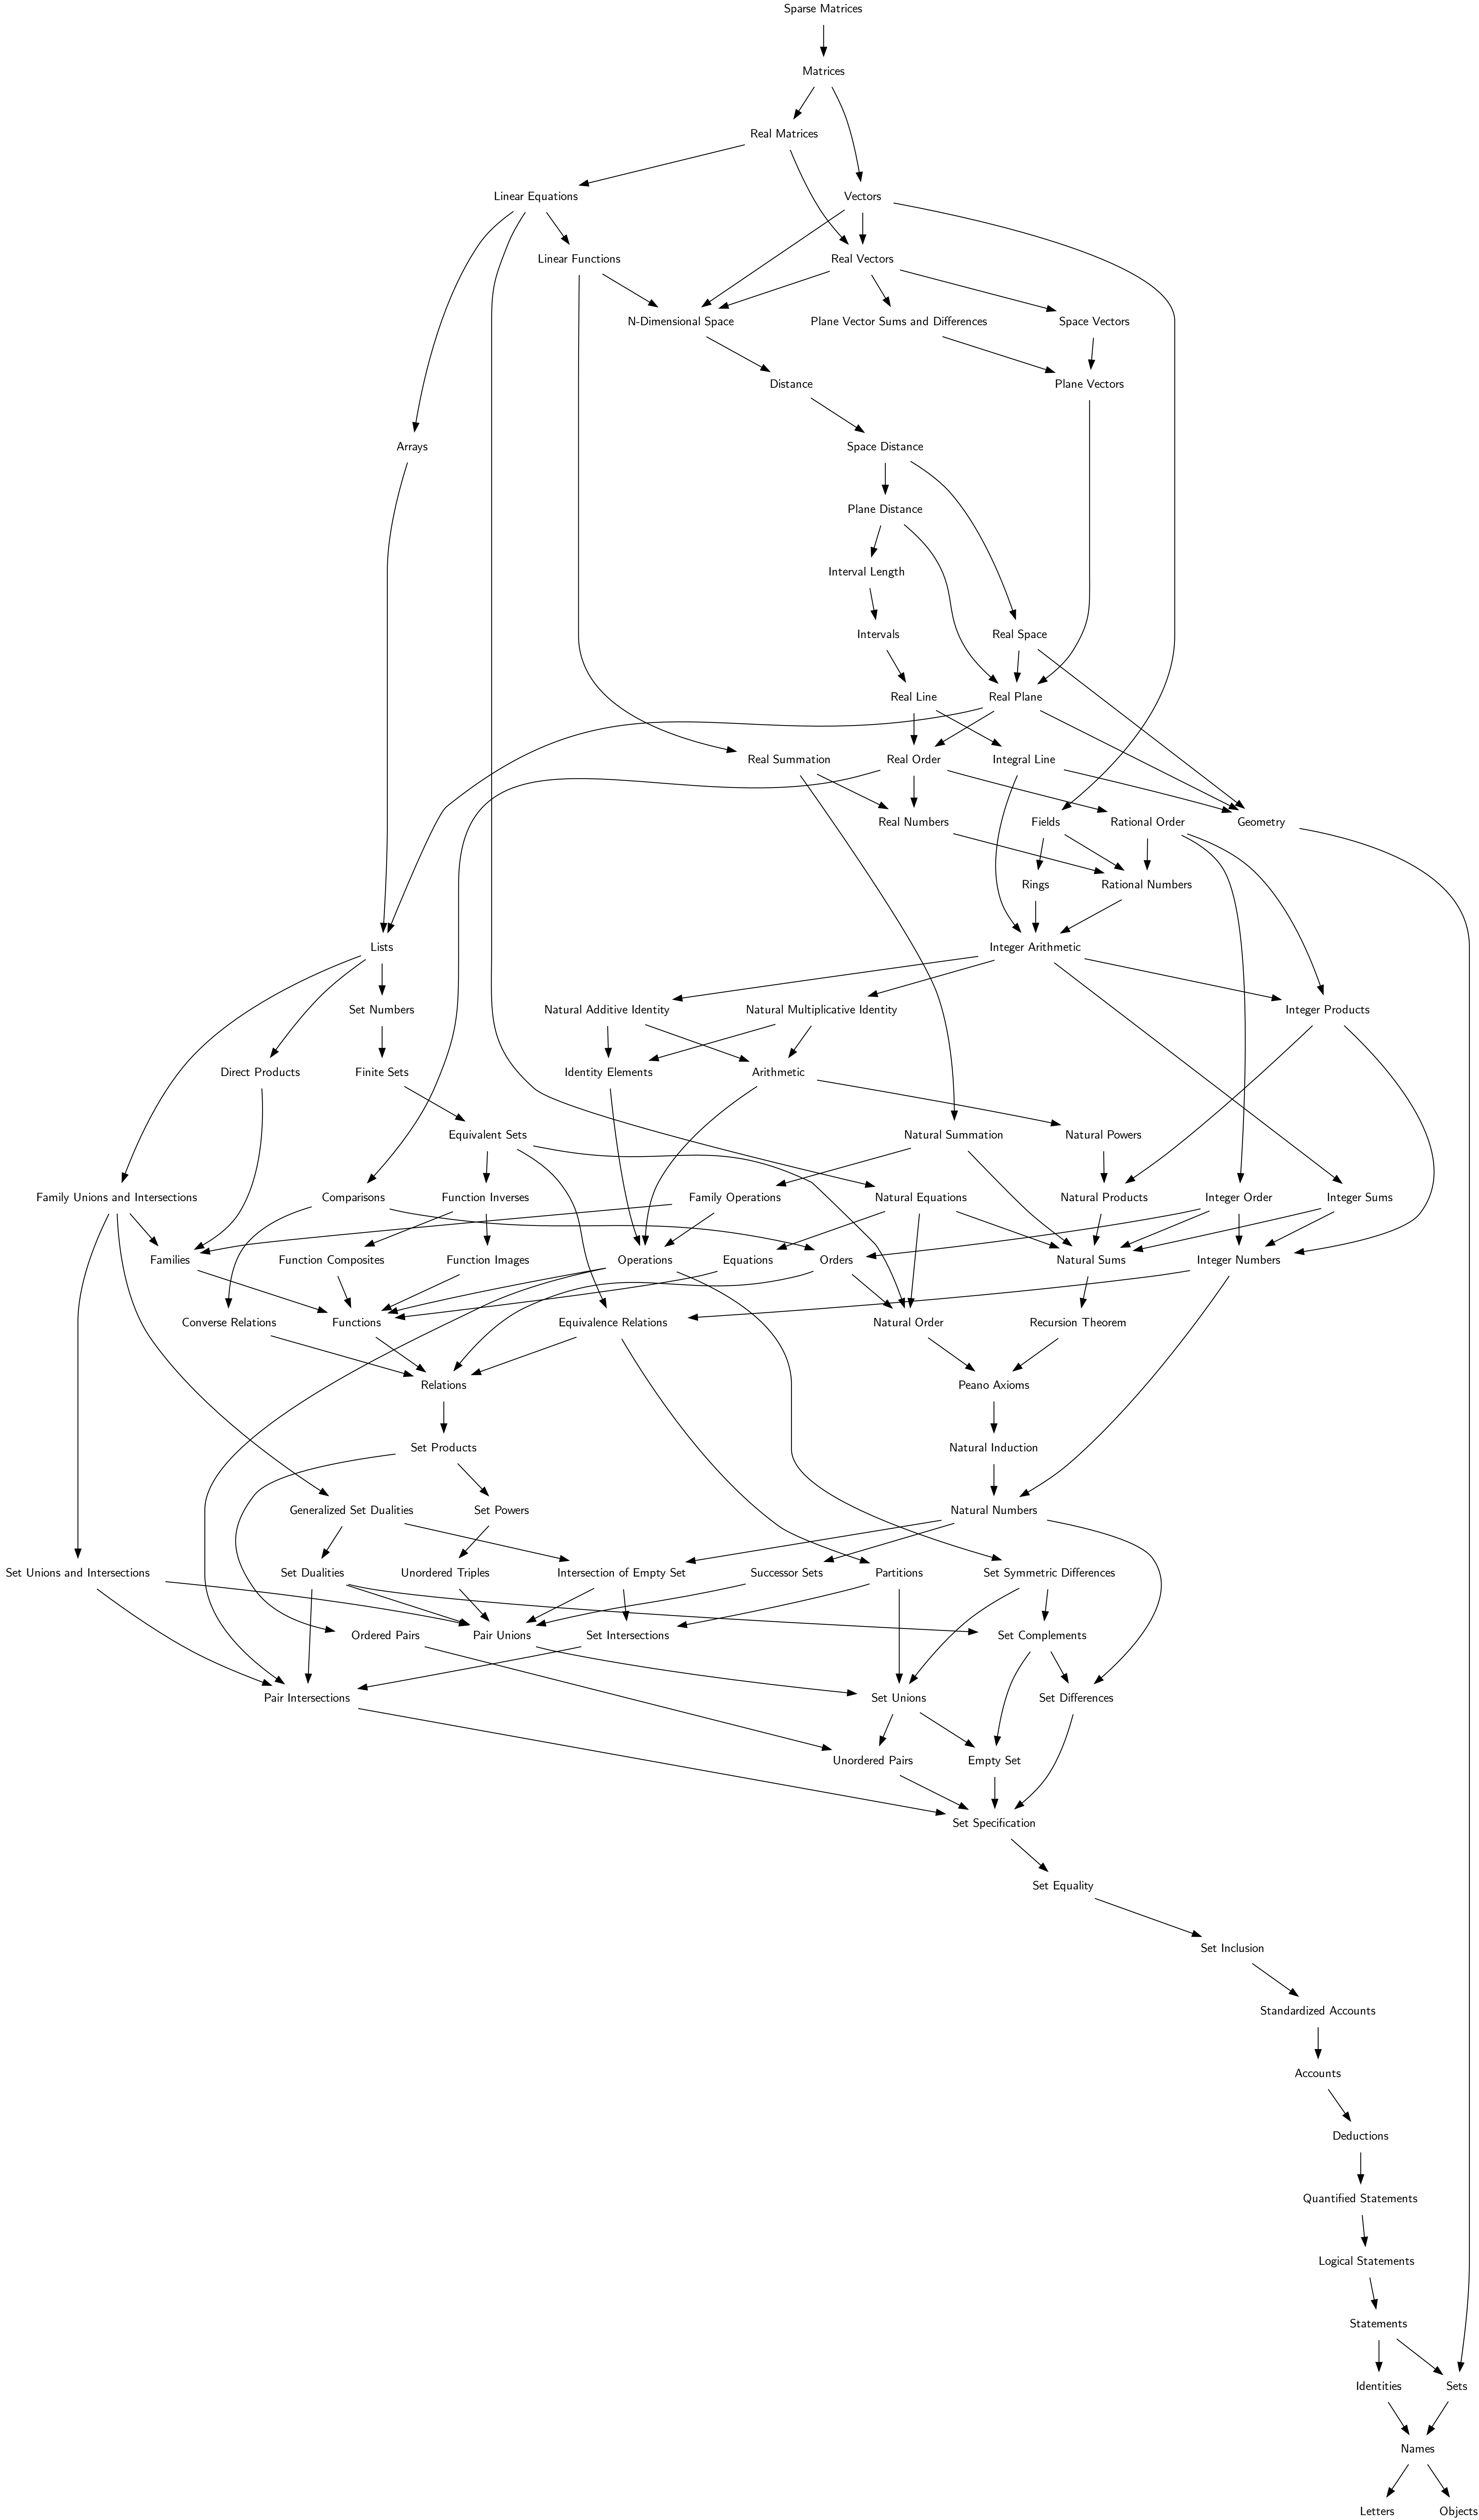 Sparse Matrices
Matrices
Real Matrices
Linear Equations
Vectors
Linear Functions
Real Vectors
N-Dimensional Space
Plane Vector Sums and Differences
Space Vectors
Distance
Plane Vectors
Arrays
Space Distance
Plane Distance
Interval Length
Intervals
Real Space
Real Line
Real Plane
Real Summation
Real Order
Integral Line
Real Numbers
Fields
Rational Order
Geometry
Rings
Rational Numbers
Lists
Integer Arithmetic
Set Numbers
Natural Additive Identity
Natural Multiplicative Identity
Integer Products
Direct Products
Finite Sets
Identity Elements
Arithmetic
Equivalent Sets
Natural Summation
Natural Powers
Family Unions and Intersections
Comparisons
Function Inverses
Family Operations
Natural Equations
Natural Products
Integer Order
Integer Sums
Families
Function Composites
Function Images
Operations
Equations
Orders
Natural Sums
Integer Numbers
Converse Relations
Functions
Equivalence Relations
Natural Order
Recursion Theorem
Relations
Peano Axioms
Set Products
Natural Induction
Generalized Set Dualities
Set Powers
Natural Numbers
Set Unions and Intersections
Set Dualities
Unordered Triples
Intersection of Empty Set
Successor Sets
Partitions
Set Symmetric Differences
Ordered Pairs
Pair Unions
Set Intersections
Set Complements
Pair Intersections
Set Unions
Set Differences
Unordered Pairs
Empty Set
Set Specification
Set Equality
Set Inclusion
Standardized Accounts
Accounts
Deductions
Quantified Statements
Logical Statements
Statements
Identities
Sets
Names
Letters
Objects